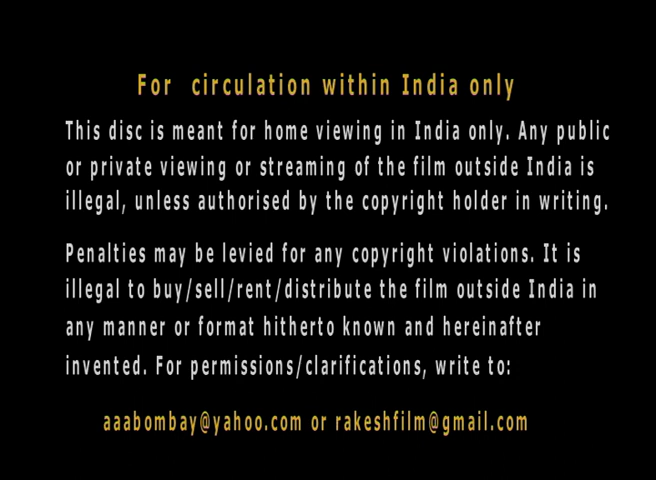 For circulation within India only
This disc is meant for home viewing in India only. Any public
or private viewing or streaming of the film outside India is
illegal, unless authorised by the copyright holder in writing.
Penalties may be levied for any copyright violations. It is
illegal to buy/sell/rent/distribute the film outside India in
any manner or format hitherto known and hereinafter
invented. For permissions/clarifications, write to:
aaabombay@yahoo.com or rakeshfilm@gmail.com